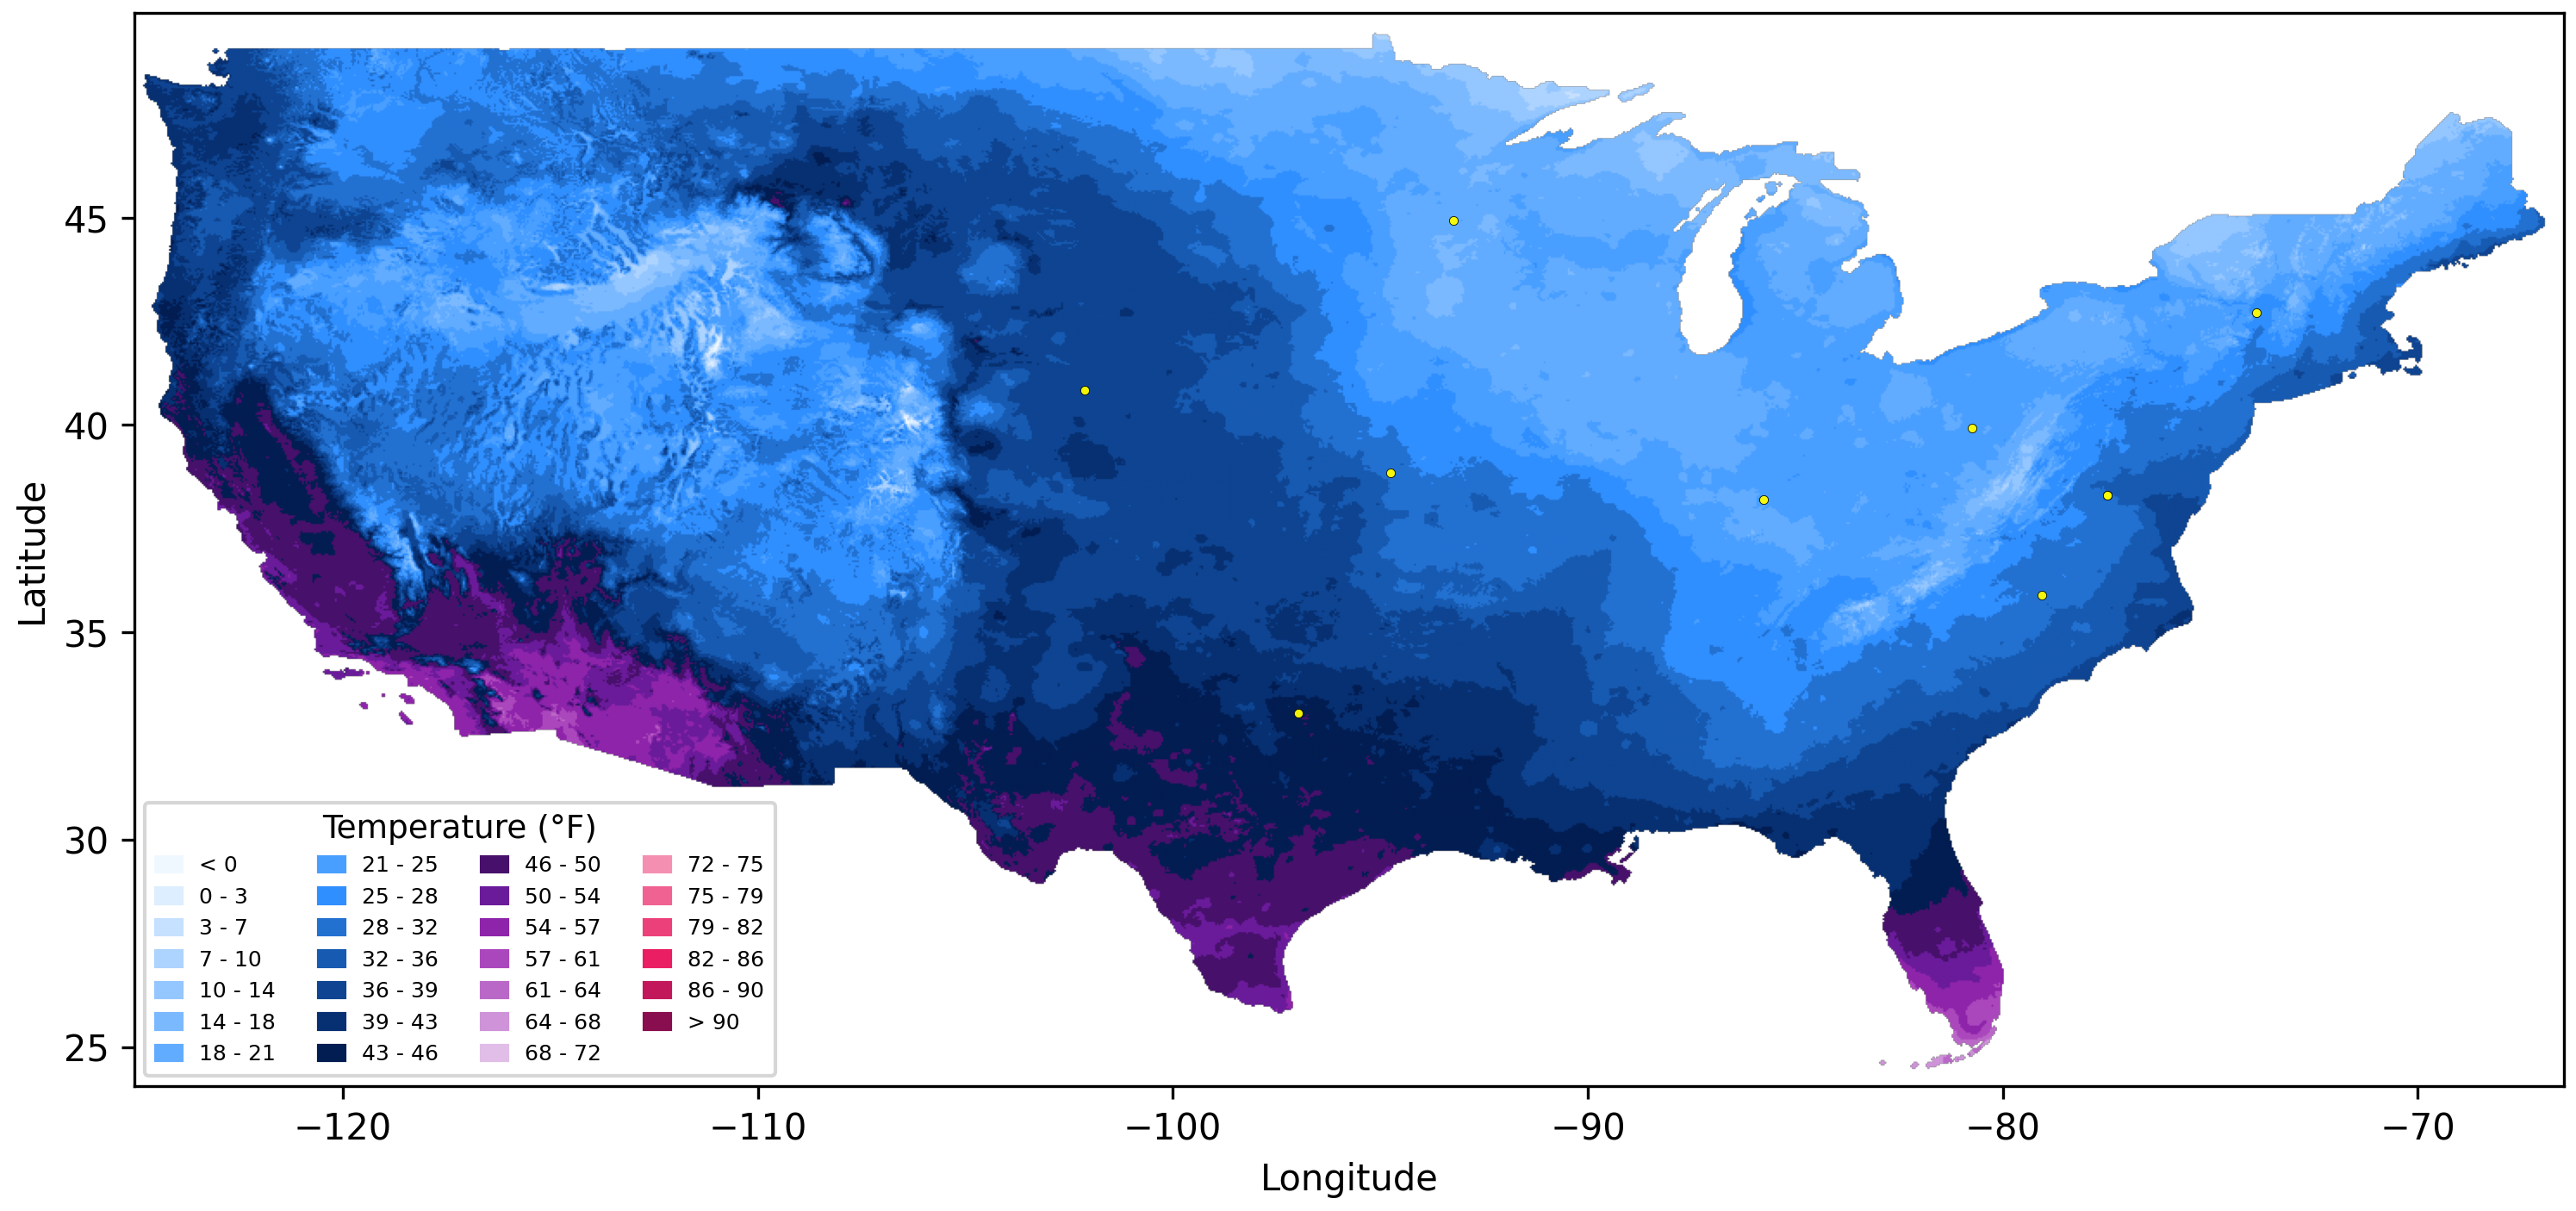 45
40
35
30
25
Latitude
Temperature (°F)
< 0
0 - 3
3 - 7
7 - 10
10 - 14
14 - 18
18 - 21
21 - 25
25 - 28
28 - 32
32 - 36
36 - 39
39 - 43
43 - 46
46 - 50
50 - 54
54 - 57
57 - 61
61 - 64
64 - 68
68 - 72
72 - 75
75 - 79
79 - 82
82 - 86
86 - 90
> 90
−120
−110
−100
−90
−80
−70
Longitude